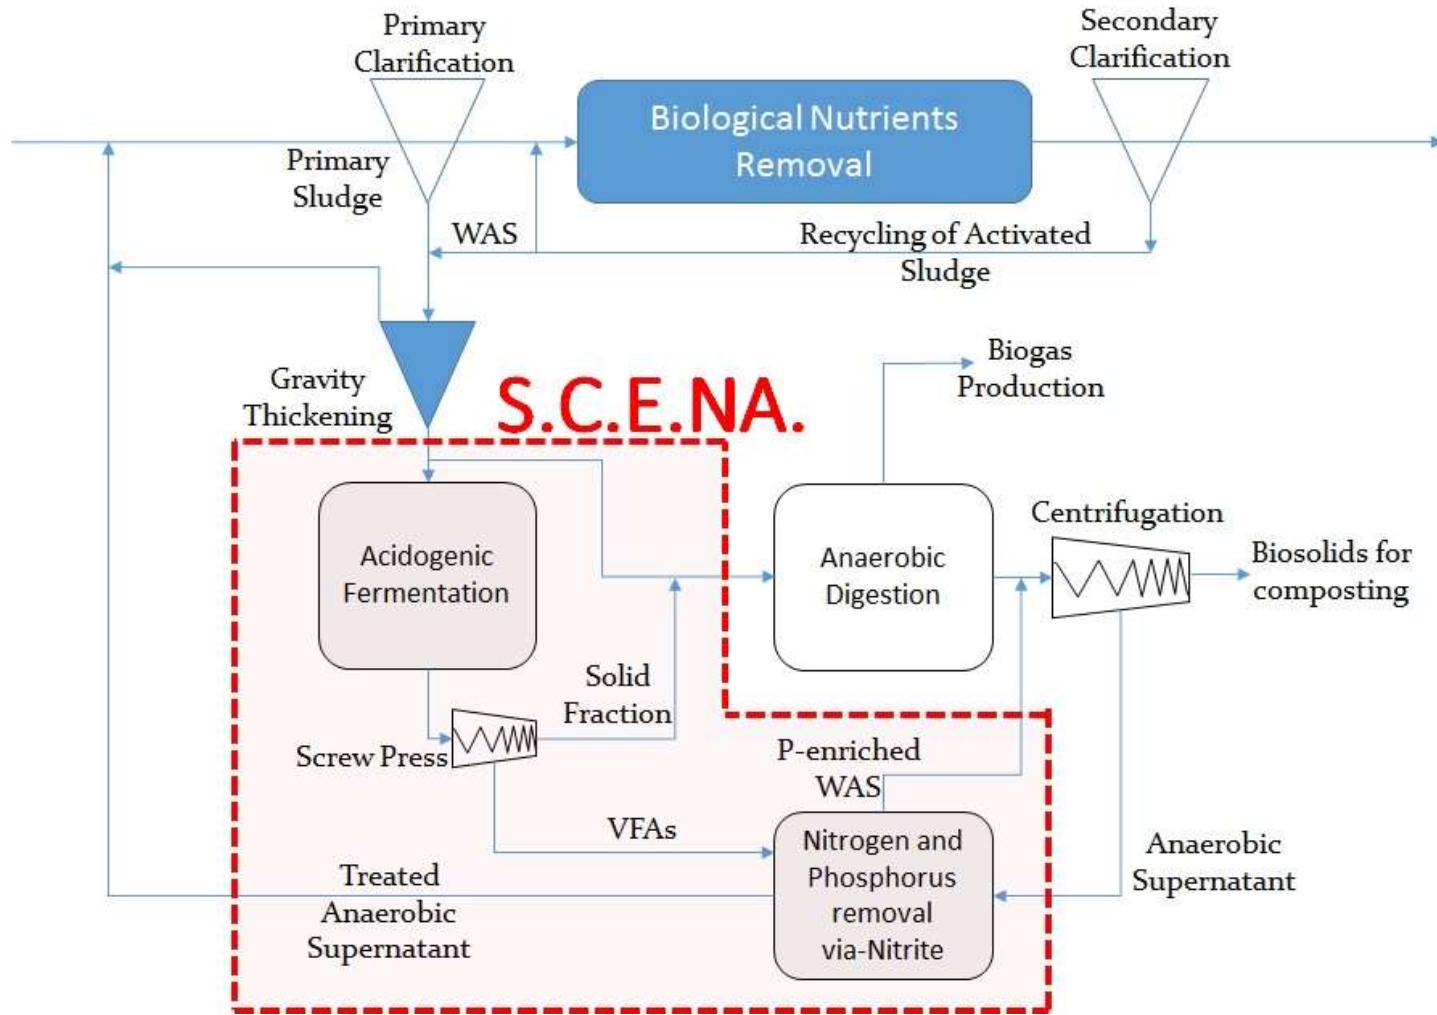 Primary
Clarification
Secondary
Clarification
Biological Nutrients
Removal
Primary
Sludge
WAS
Recycling of Activated
Sludge
Gravity
Thickening
S.C.E.NA.
Biogas
Production
Acidogenic
Fermentation
Anaerobic
Digestion
Centrifugation
Biosolids for
composting
Solid
Fraction
Screw Press
P-enriched
WAS
VFAs
Nitrogen and
Phosphorus
removal
via-Nitrite
Anaerobic
Supernatant
Treated
Anaerobic
Supernatant